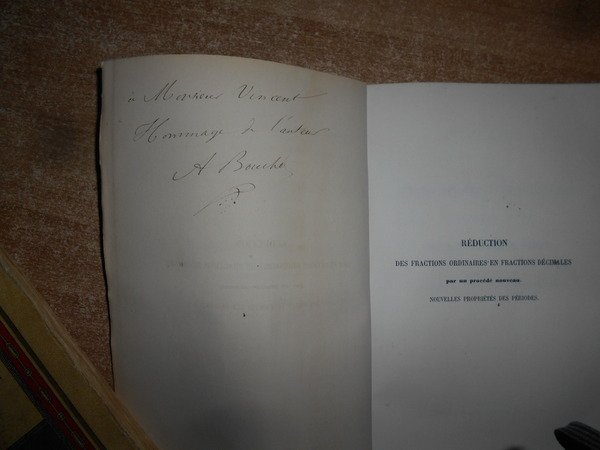 à Monsieur Vincent
Hommage de l'auteur
A Bouché
RÉDUCTION
DES FRACTIONS ORDINAIRES EN FRACTIONS DÉCIMALES
par un procédé nouveau.
NOUVELLES PROPRIÉTÉS DES PÉRIODES.